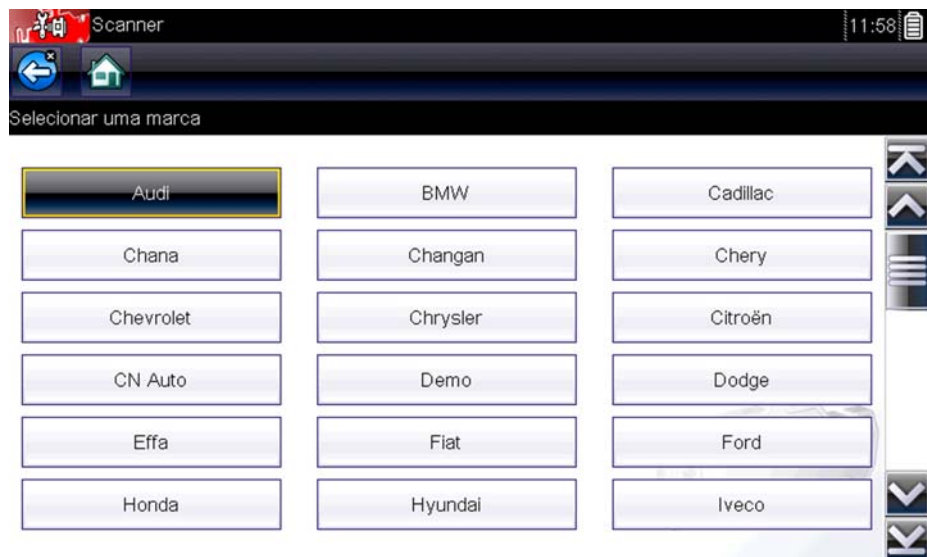 Scanner 11:58
Selecionar uma marca
Audi BMW Cadillac
Chana Changan Chery
Chevrolet Chrysler Citroën
CN Auto Demo Dodge
Effa Fiat Ford
Honda Hyundai Iveco